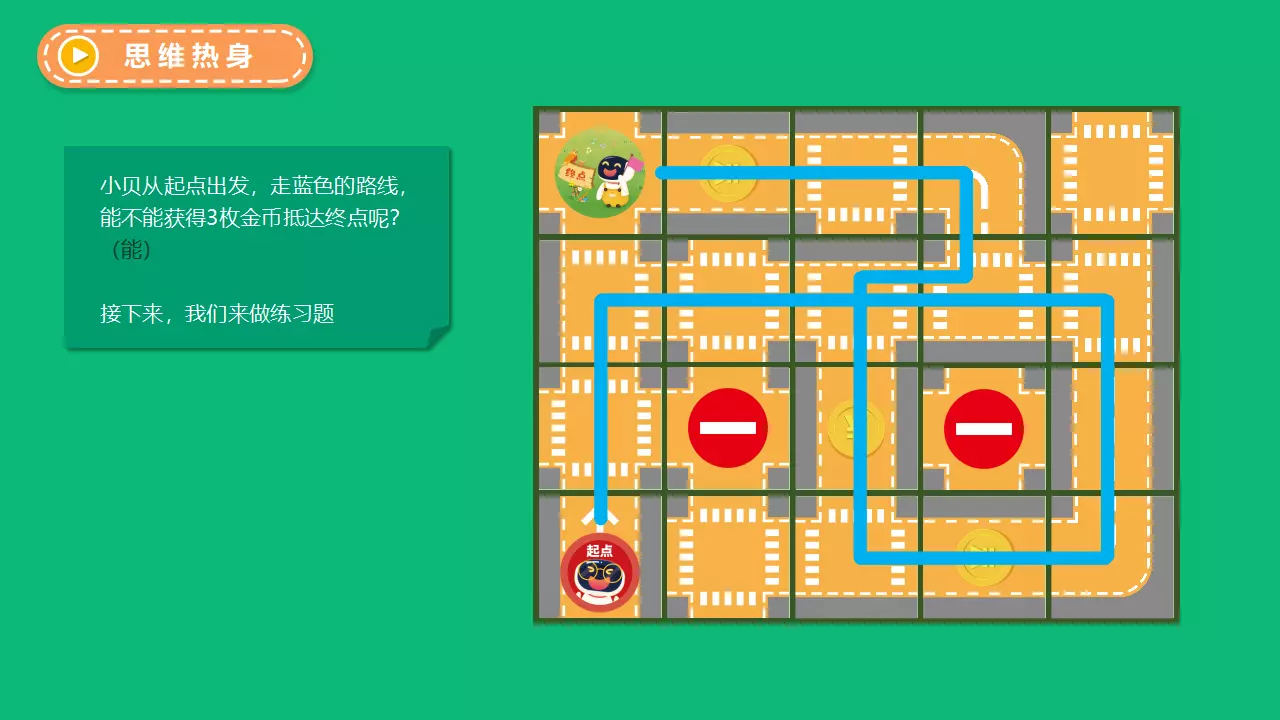 思维热身
小贝从起点出发，走蓝色的路线，
能不能获得3枚金币抵达终点呢？
（能）
接下来，我们来做练习题
终点
¥
¥
¥
起点